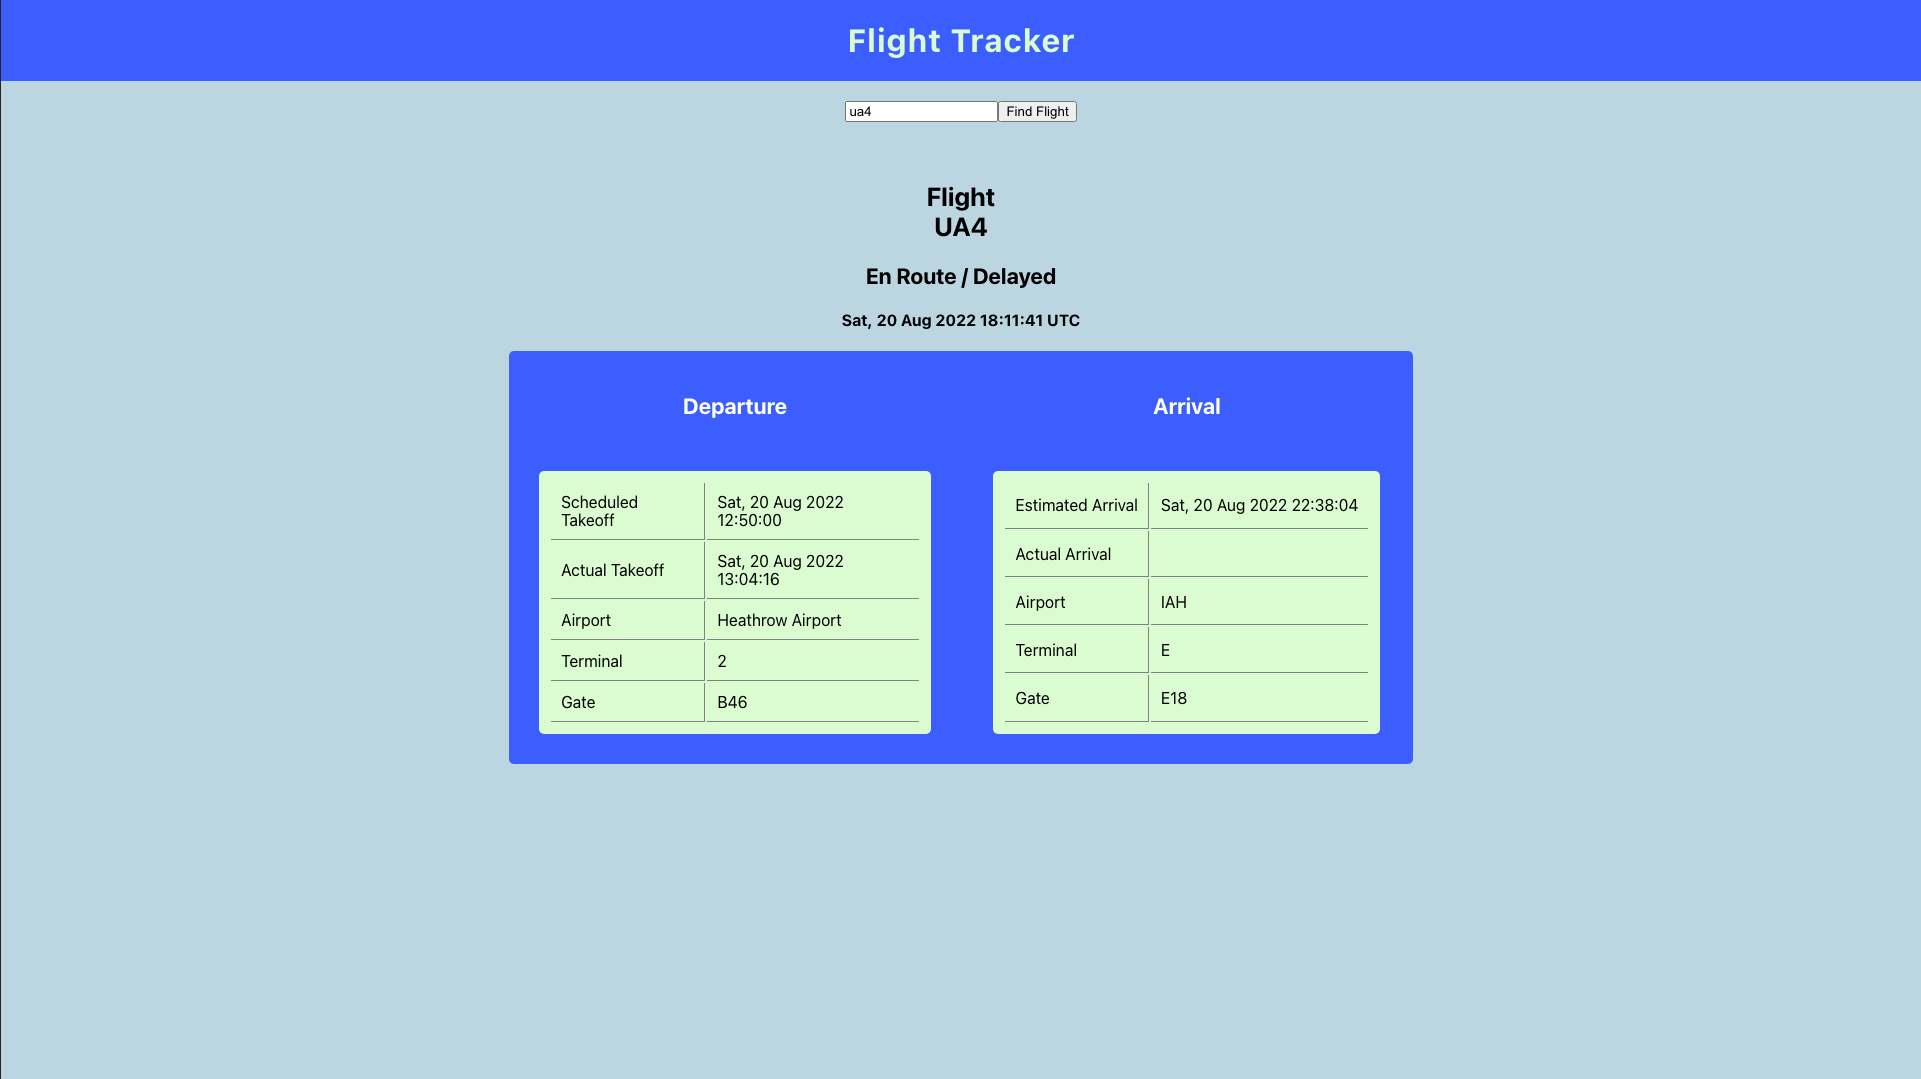 Flight Tracker
ua4 Find Flight
Flight
UA4
En Route / Delayed
Sat, 20 Aug 2022 18:11:41 UTC
Departure
Scheduled
Takeoff
Sat, 20 Aug 2022
12:50:00
Actual Takeoff
Sat, 20 Aug 2022
13:04:16
Airport Heathrow Airport
Terminal 2
Gate B46
Arrival
Estimated Arrival Sat, 20 Aug 2022 22:38:04
Actual Arrival
Airport IAH
Terminal E
Gate E18